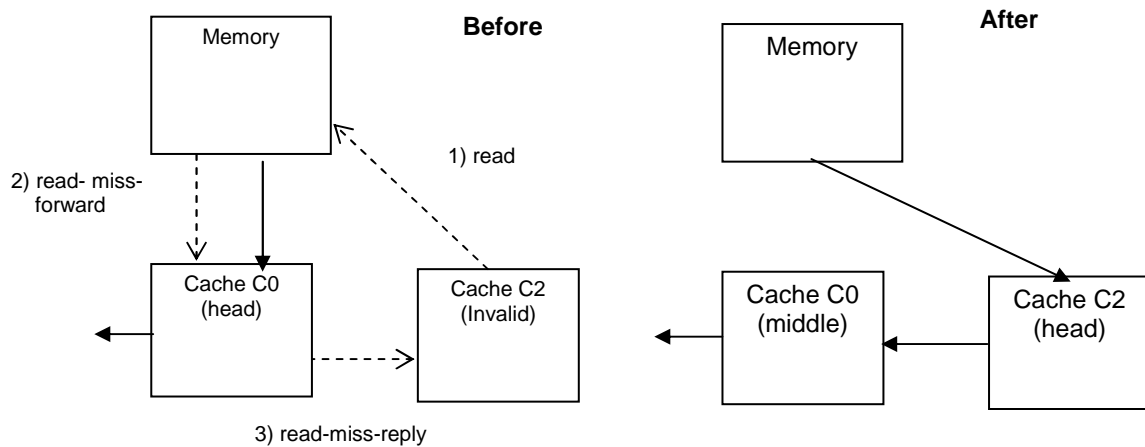 Before
Memory
1) read
2) read- miss-
forward
Cache C0
(head)
Cache C2
(Invalid)
3) read-miss-reply
After
Memory
Cache C0
(middle)
Cache C2
(head)